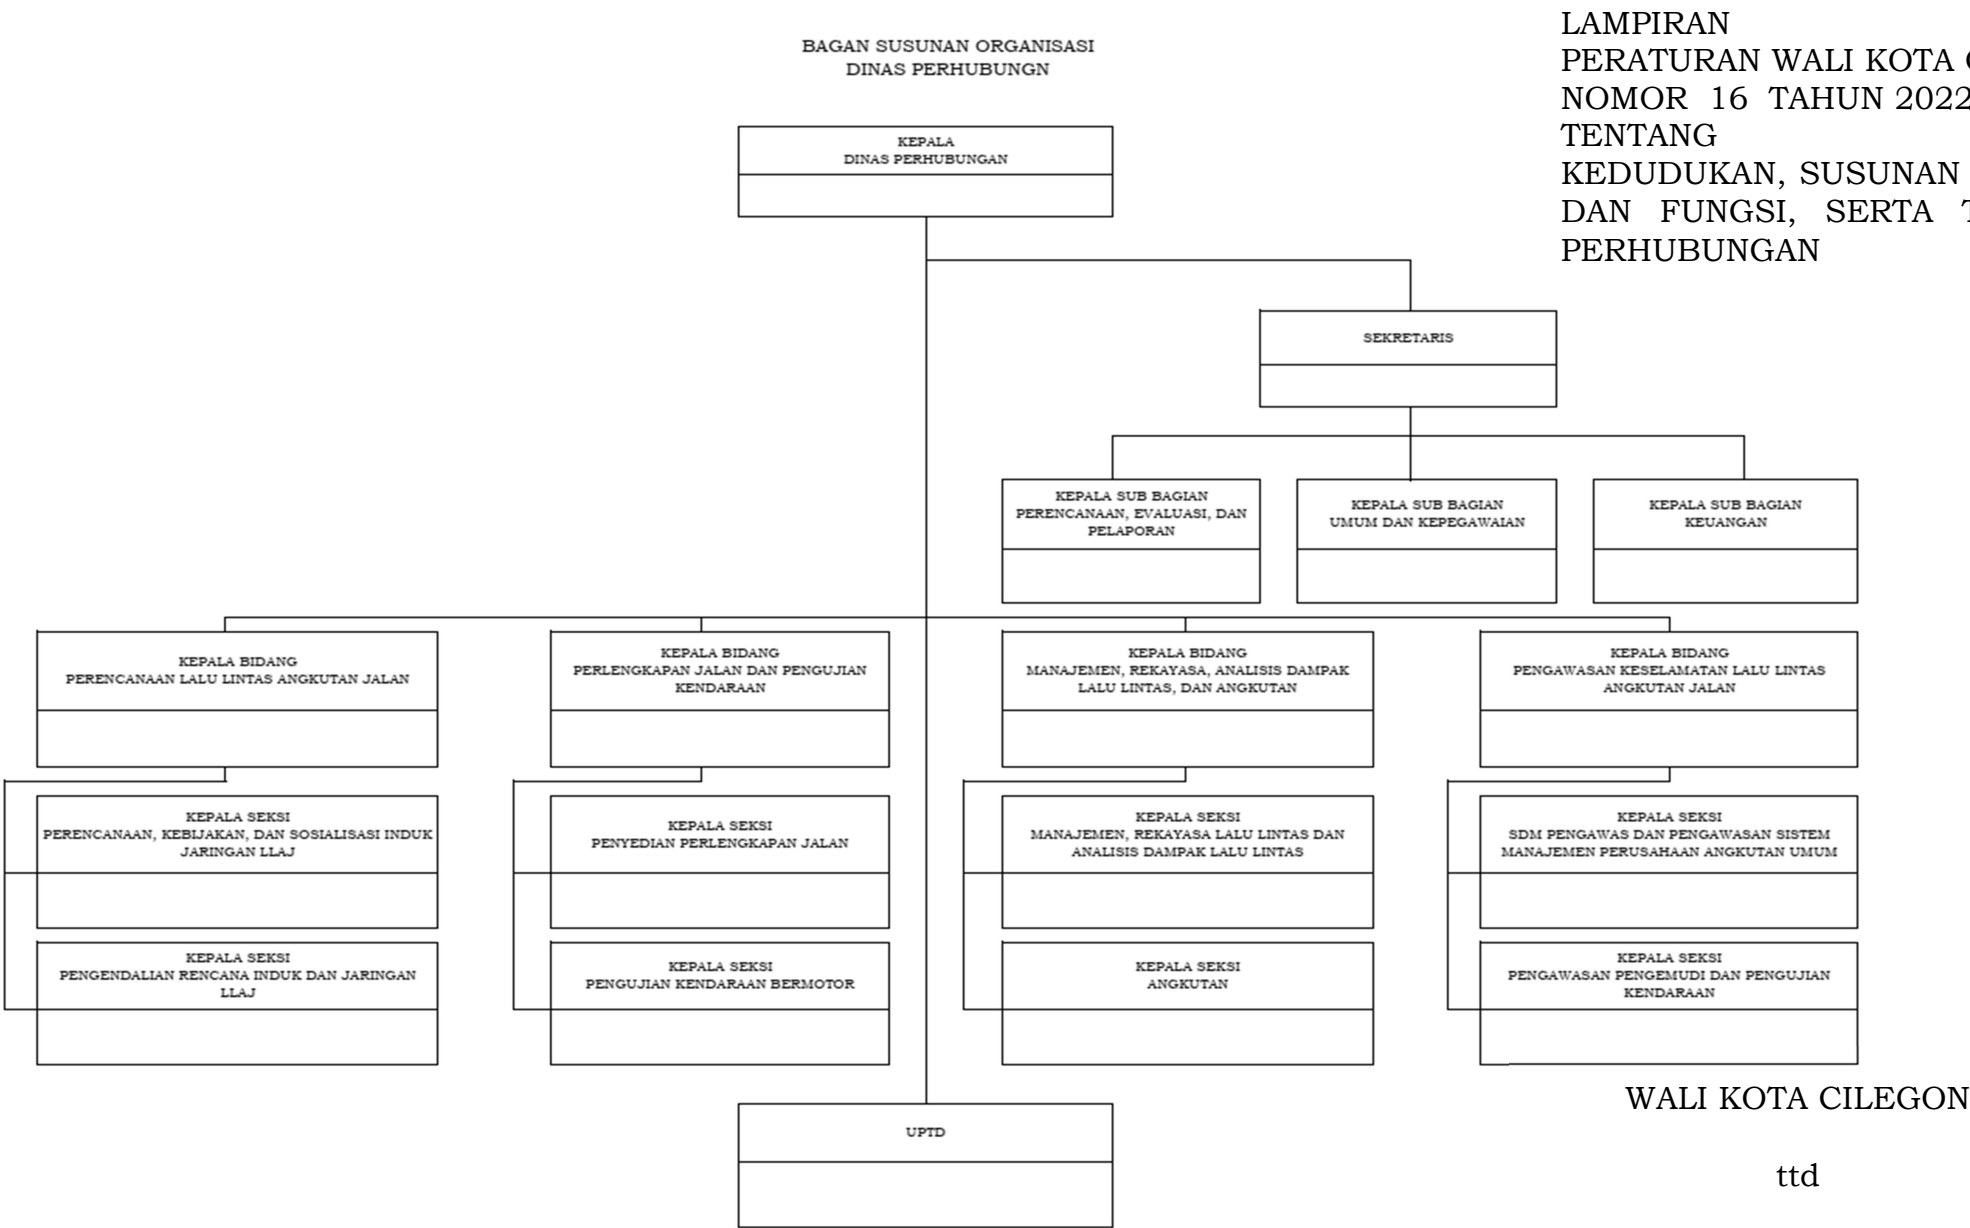 LAMPIRAN
PERATURAN WALI KOTA
NOMOR 16 TAHUN 2022
TENTANG
KEDUDUKAN, SUSUNAN
DAN FUNGSI, SERTA
PERHUBUNGAN
BAGAN SUSUNAN ORGANISASI
DINAS PERHUBUNGN
KEPALA
DINAS PERHUBUNGAN
SEKRETARIS
KEPALA SUB BAGIAN
PERENCANAAN, EVALUASI, DAN
PELAPORAN
KEPALA SUB BAGIAN
UMUM DAN KEPEGAWAIAN
KEPALA SUB BAGIAN
KEUANGAN
KEPALA BIDANG
PERENCANAAN LALU LINTAS ANGKUTAN JALAN
KEPALA BIDANG
PERLENGKAPAN JALAN DAN PENGUJIAN
KENDARAAN
KEPALA BIDANG
MANAJEMEN, REKAYASA, ANALISIS DAMPAK
LALU LINTAS, DAN ANGKUTAN
KEPALA BIDANG
PENGAWASAN KESELAMATAN LALU LINTAS
ANGKUTAN JALAN
KEPALA SEKSI
PERENCANAAN, KEBIJAKAN, DAN SOSIALISASI INDUK
JARINGAN LLAJ
KEPALA SEKSI
PENYEDIAN PERLENGKAPAN JALAN
KEPALA SEKSI
MANAJEMEN, REKAYASA LALU LINTAS DAN
ANALISIS DAMPAK LALU LINTAS
KEPALA SEKSI
SDM PENGAWAS DAN PENGAWASAN SISTEM
MANAJEMEN PERUSAHAAN ANGKUTAN UMUM
KEPALA SEKSI
PENGENDALIAN RENCANA INDUK DAN JARINGAN
LLAJ
KEPALA SEKSI
PENGUJIAN KENDARAAN BERMOTOR
KEPALA SEKSI
ANGKUTAN
KEPALA SEKSI
PENGAWASAN PENGEMUDI DAN PENGUJIAN
KENDARAAN
UPTD
WALI KOTA CILEGON
ttd